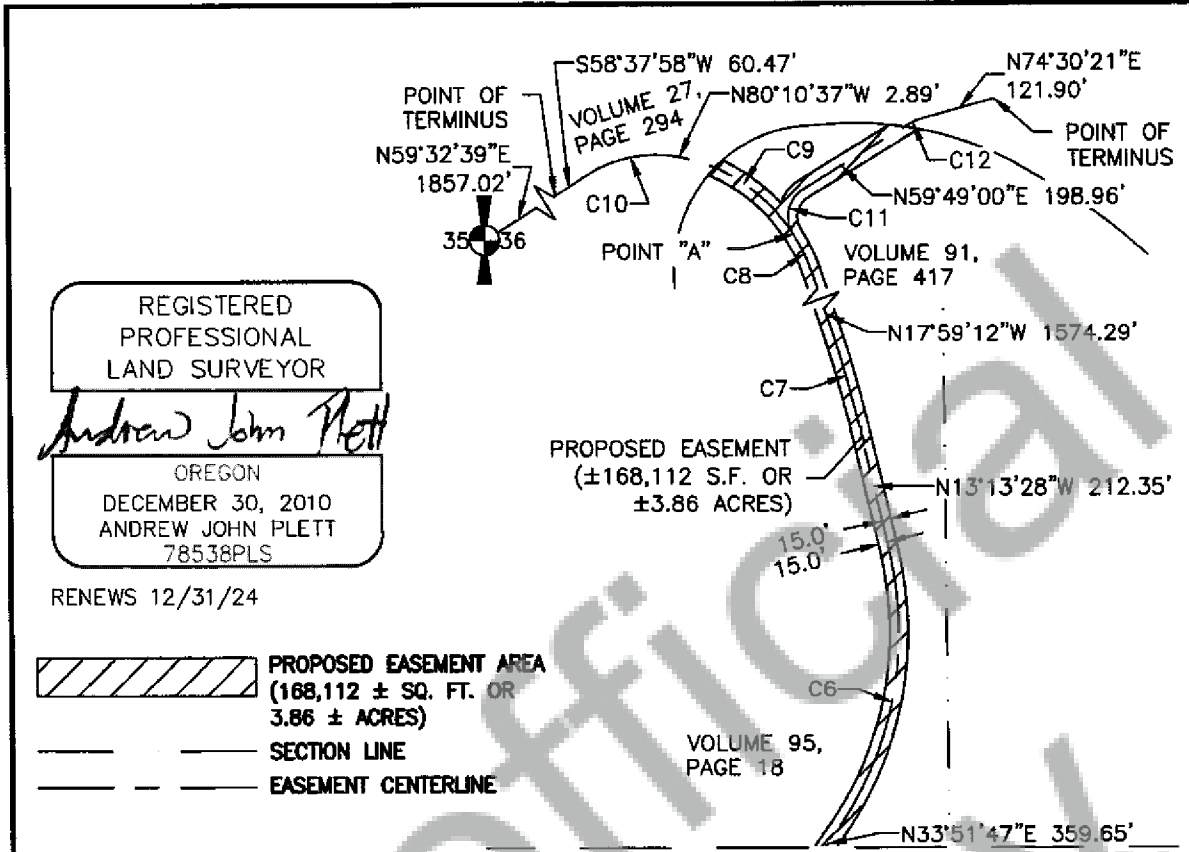 S58°37'58"W 60.47'
POINT OF
TERMINUS
VOLUME 27,
PAGE 294
N80°10'37"W 2.89'
N74°30'21"E
121.90'
POINT OF
TERMINUS
N59°32'39"E
1857.02'
C9
C12
C10
N59°49'00"E 198.96'
C11
35 36
POINT "A"
C8
VOLUME 91,
PAGE 417
N17°59'12"W 1574.29'
C7
REGISTERED
PROFESSIONAL
LAND SURVEYOR
Andrew John Plett
OREGON
DECEMBER 30, 2010
ANDREW JOHN PLETT
78538PLS
RENEWS 12/31/24
PROPOSED EASEMENT
(±168,112 S.F. OR
±3.86 ACRES)
N13°13'28"W 212.35'
15.0'
15.0'
C6
PROPOSED EASEMENT AREA
(168,112 ± SQ. FT. OR
3.86 ± ACRES)
SECTION LINE
EASEMENT CENTERLINE
VOLUME 95,
PAGE 18
N33°51'47"E 359.65'